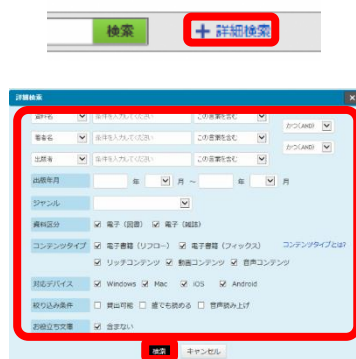 検索 + 詳細検索
詳細検索 ×
資料名 条件を入力してください この言葉を含む かつ(AND)
著者名 条件を入力してください この言葉を含む かつ(AND)
出版者 条件を入力してください この言葉を含む
出版年月 年 月 ~ 年 月
ジャンル
資料区分 電子（図書） 電子（雑誌）
コンテンツタイプ 電子書籍（リフロー） 電子書籍（フィックス） コンテンツタイプとは?
リッチコンテンツ 動画コンテンツ 音声コンテンツ
対応デバイス Windows Mac iOS Android
絞り込み条件 貸出可能 誰でも読める 音声読み上げ
お役立ち文庫 含まない
検索 キャンセル